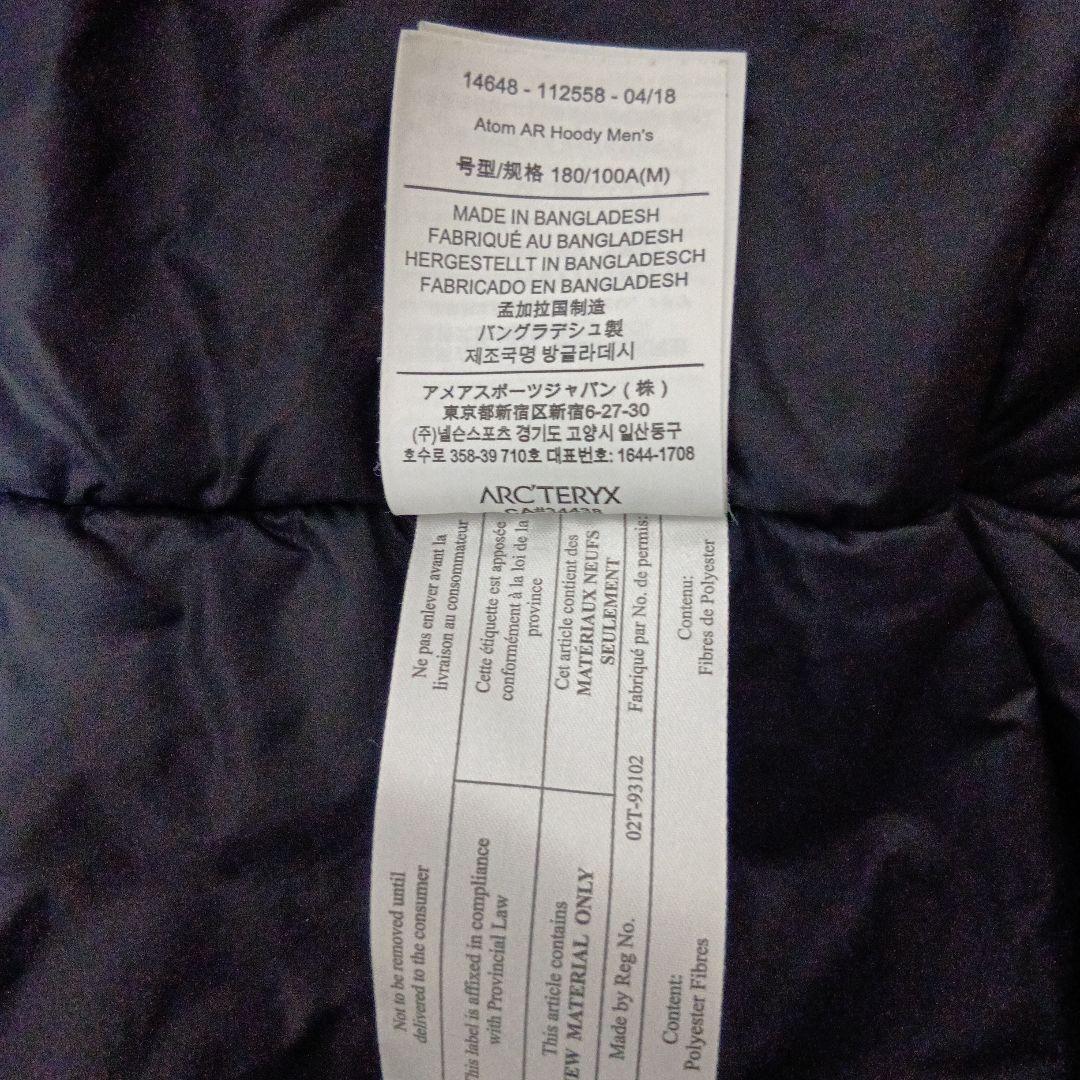 14648 - 112558 - 04/18
Atom AR Hoody Men's
号型/规格 180/100A(M)
MADE IN BANGLADESH
FABRIQUÉ AU BANGLADESH
HERGESTELLT IN BANGLADESCH
FABRICADO EN BANGLADESH
孟加拉国制造
バングラデシュ製
제조국명 방글라데시
アメアスポーツジャパン ( 株 )
東京都新宿区新宿6-27-30
(주)넬슨스포츠 경기도 고양시 일산동구
호수로 358-39 710호 대표번호: 1644-1708
ARC'TERYX
Ne pas enlever avant la
livraison au consommateur
Cette étiquette est apposée
conformément à la loi de la
province
Cet article contient des
MATERIAUX NEUFS
SEULEMENT
Fabriqué par No. de permis:
Contenu:
Fibres de Polyester
Not to be removed until
delivered to the consumer
This label is affixed in compliance
with Provincial Law
This article contains
NEW MATERIAL ONLY
Made by Reg No. 02T-93102
Content:
Polyester Fibres